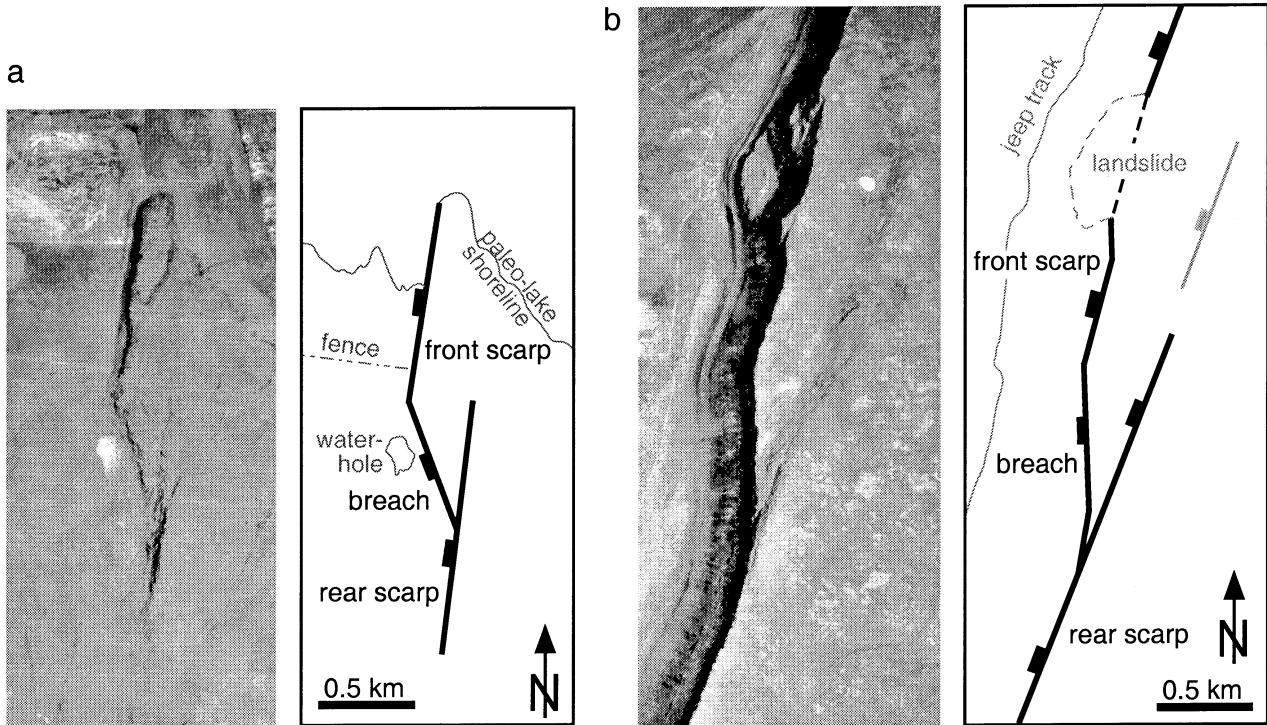 a
paleo-lake
shoreline
fence
front scarp
water-
hole
breach
rear scarp
0.5 km
N
b
jeep track
landslide
front scarp
breach
rear scarp
N
0.5 km